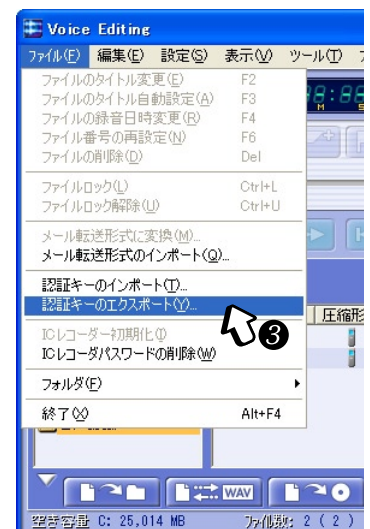 Voice Editing
ファイル(F) 編集(E) 設定(S) 表示(V) ツール(T)
ファイルのタイトル変更(E) F2
ファイルのタイトル自動設定(A) F3
ファイルの録音日時変更(R) F4
ファイル番号の再設定(N) F6
ファイルの削除(D) Del
ファイルロック(L) Ctrl+L
ファイルロック解除(U) Ctrl+U
メール転送形式に変換(M)...
メール転送形式のインポート(O)...
認証キーのインポート(T)...
認証キーのエクスポート(Y)...
❸
圧縮形
ICレコーダー初期化(I)
ICレコーダパスワードの削除(W)
フォルダ(F)
終了(X) Alt+F4
WAV
空き容量 C: 25,014 MB ファイル数: 2 ( 2 )